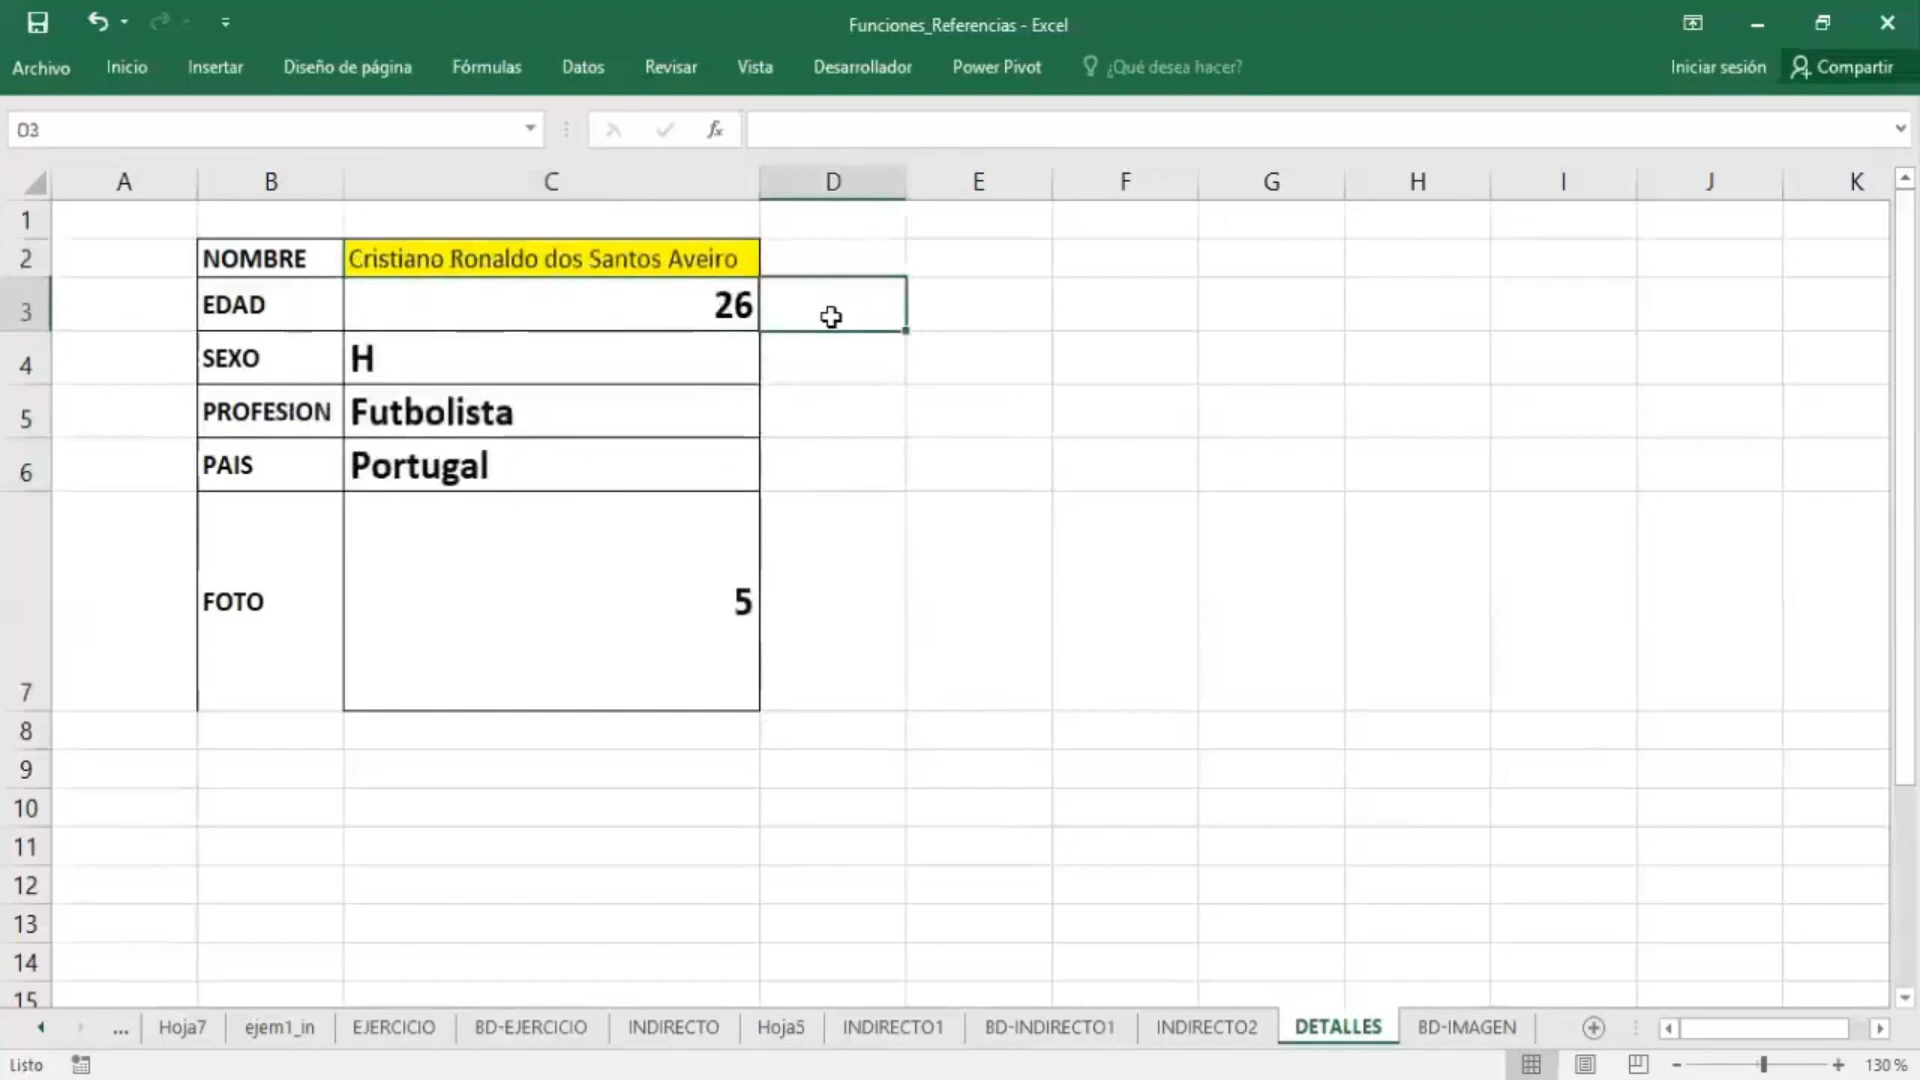 Funciones_Referencias - Excel
Archivo Inicio Insertar Diseño de página Fórmulas Datos Revisar Vista Desarrollador Power Pivot ¿Qué desea hacer? Iniciar sesión Compartir
D3 fx
A B C D E F G H I J K
1
2 NOMBRE Cristiano Ronaldo dos Santos Aveiro
3 EDAD 26
4 SEXO H
5 PROFESION Futbolista
6 PAIS Portugal
7 FOTO 5
8
9
10
11
12
13
14
15
... Hoja7 ejem1_in EJERCICIO BD-EJERCICIO INDIRECTO Hoja5 INDIRECTO1 BD-INDIRECTO1 INDIRECTO2 DETALLES BD-IMAGEN
Listo 130 %